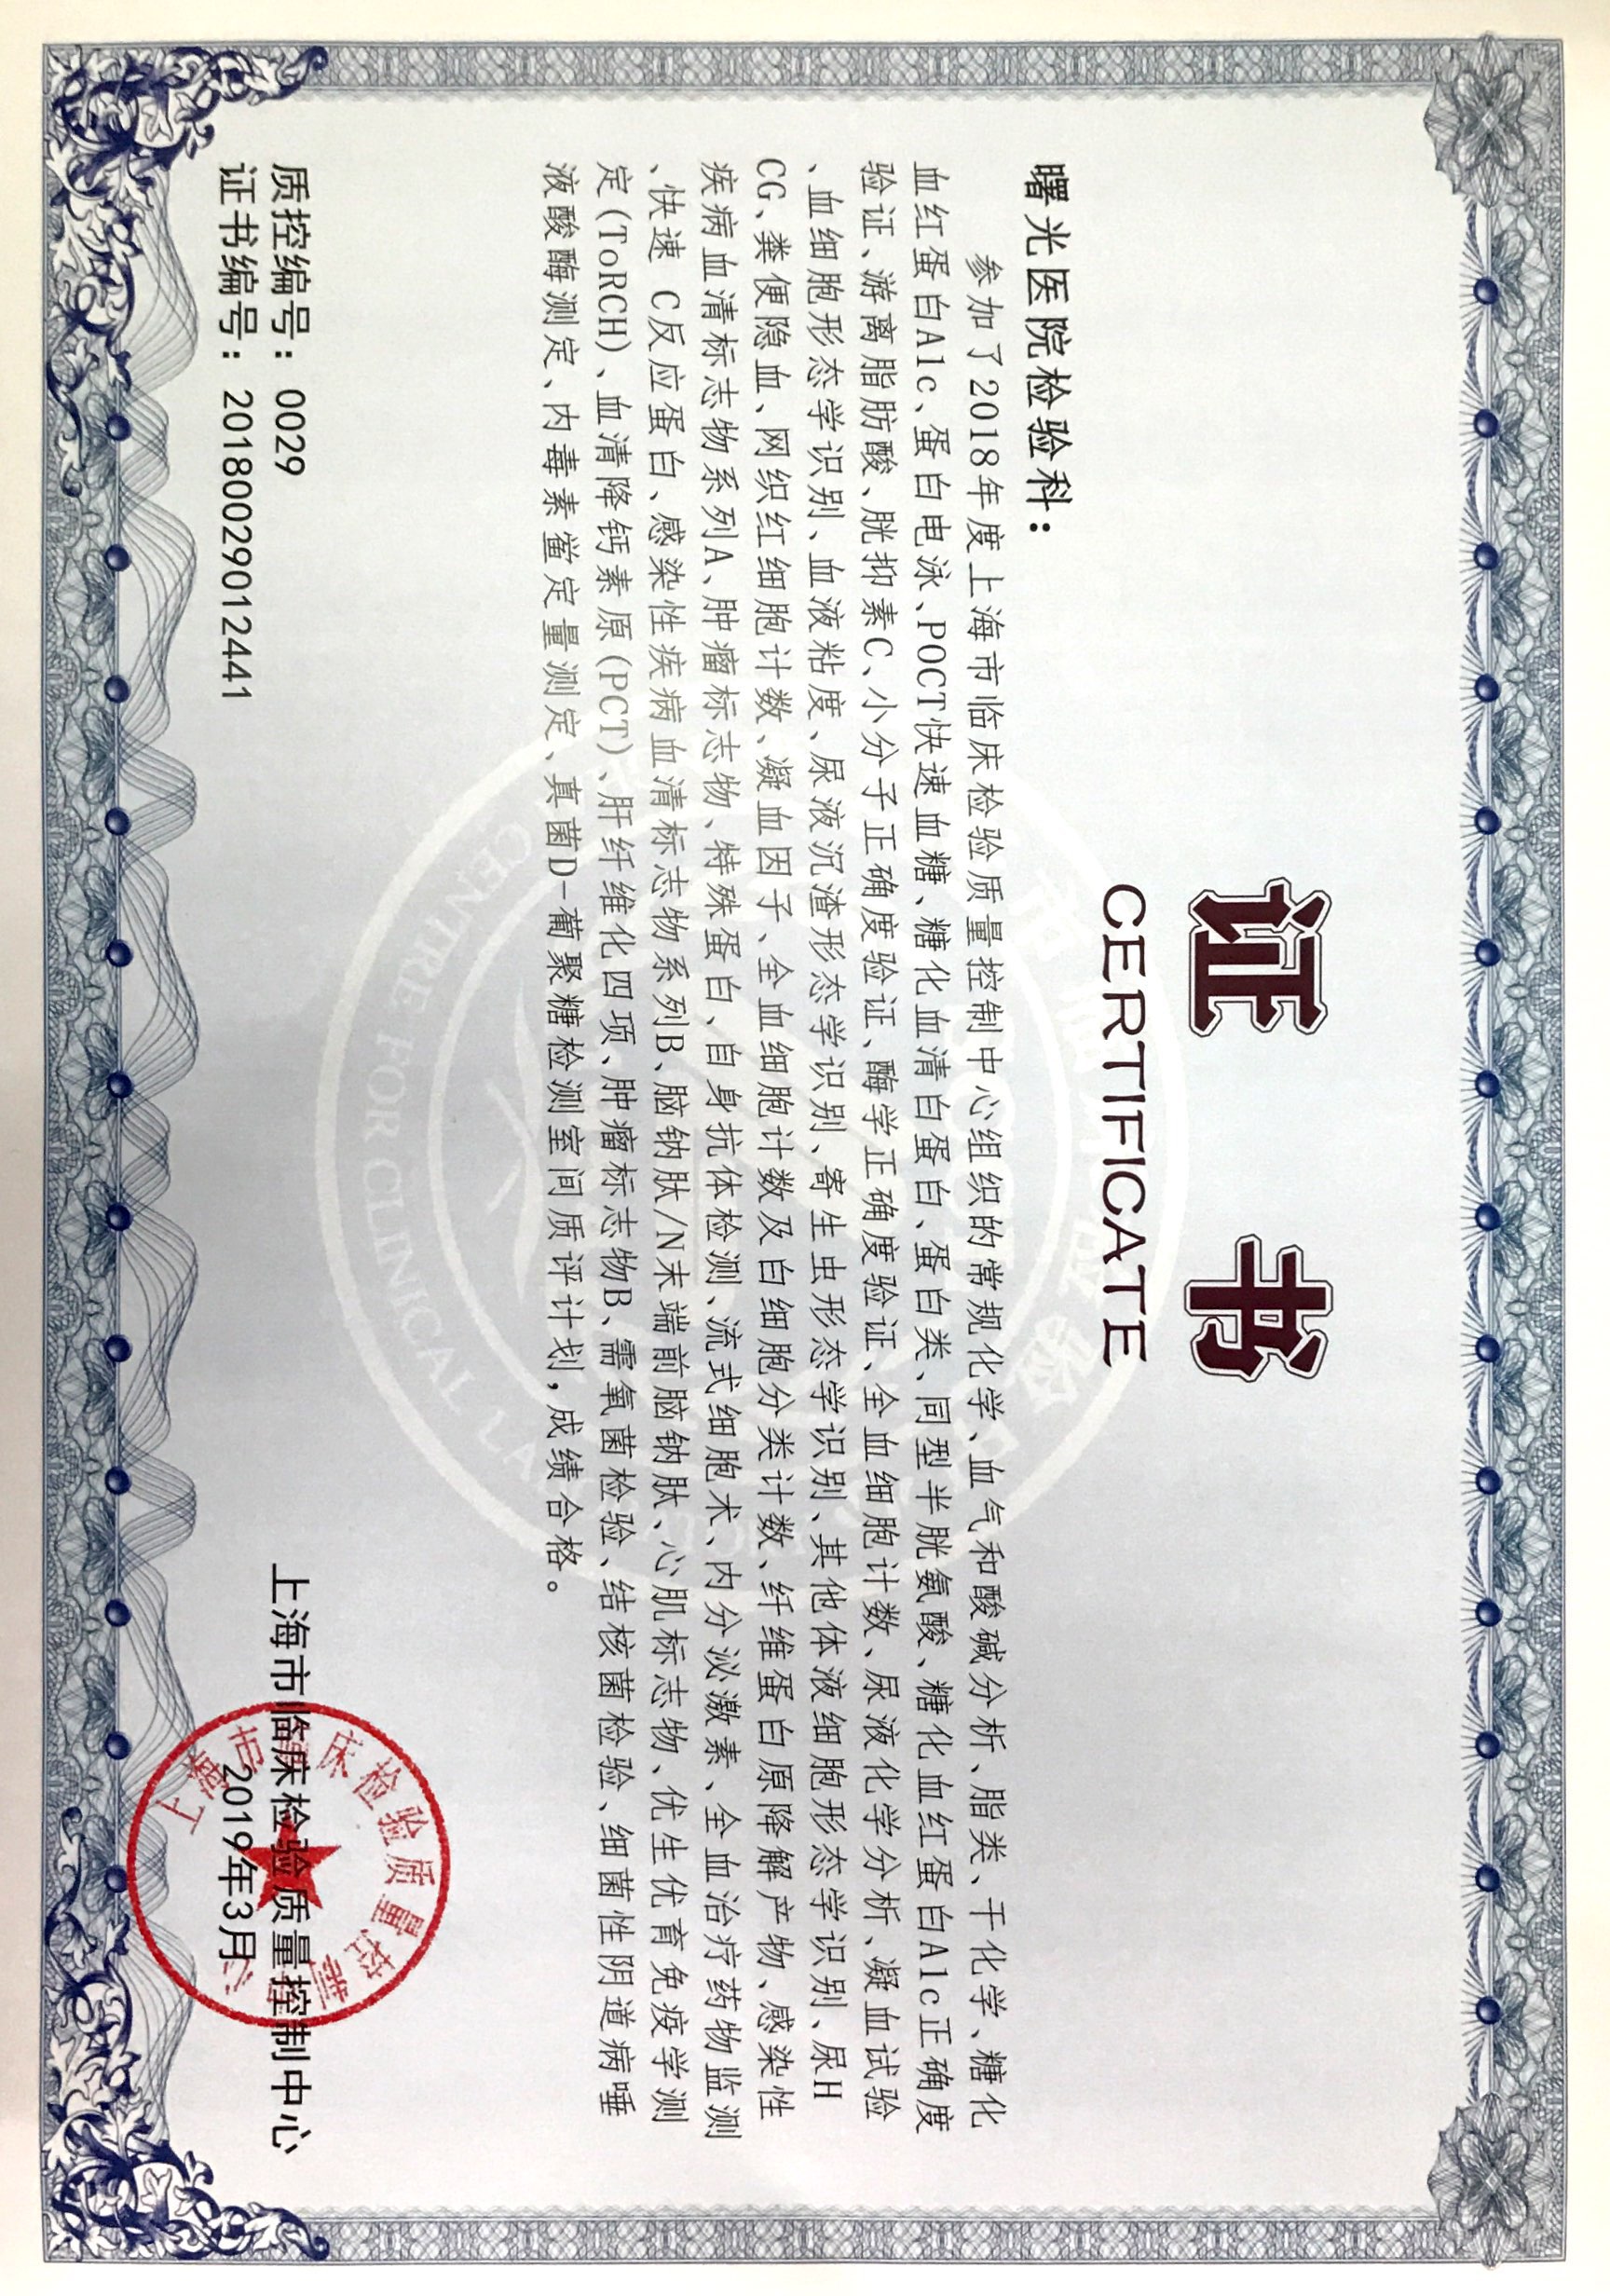 证 书
CERTIFICATE
曙光医院检验科：
参加了2018年度上海市临床检验质量控制中心组织的常规化学、血气和酸碱分析、脂类、干化学、糖化
血红蛋白A1c、蛋白电泳、POCT快速血糖、糖化血清白蛋白、蛋白类、同型半胱氨酸、糖化血红蛋白A1c正确度
验证、游离脂肪酸、胱抑素C、小分子正确度验证、酶学正确度验证、全血细胞计数、尿液化学分析、凝血试验
、血细胞形态学识别、血液粘度、尿液沉渣形态学识别、寄生虫形态学识别、其他体液细胞形态学识别、尿H
CG、粪便隐血、网织红细胞计数、凝血因子、全血细胞计数及白细胞分类计数、纤维蛋白原降解产物、感染性
疾病血清标志物系列A、肿瘤标志物、特殊蛋白、自身抗体检测、流式细胞术、内分泌激素、全血治疗药物监测
、快速 C反应蛋白、感染性疾病血清标志物系列B、脑钠肽/N末端前脑钠肽、心肌标志物、优生优育免疫学测
定(ToRCH)、血清降钙素原(PCT)、肝纤维化四项、肿瘤标志物B、需氧菌检验、结核菌检验、细菌性阴道病唾
液酸酶测定、内毒素鲎定量测定、真菌D-葡聚糖检测室间质评计划，成绩合格。
CENTRE FOR CLINICAL
质控编号：0029
证书编号：20180029012441
上海市临床检验质量控制中心
2019年3月
上海市临床检验质量控制中心